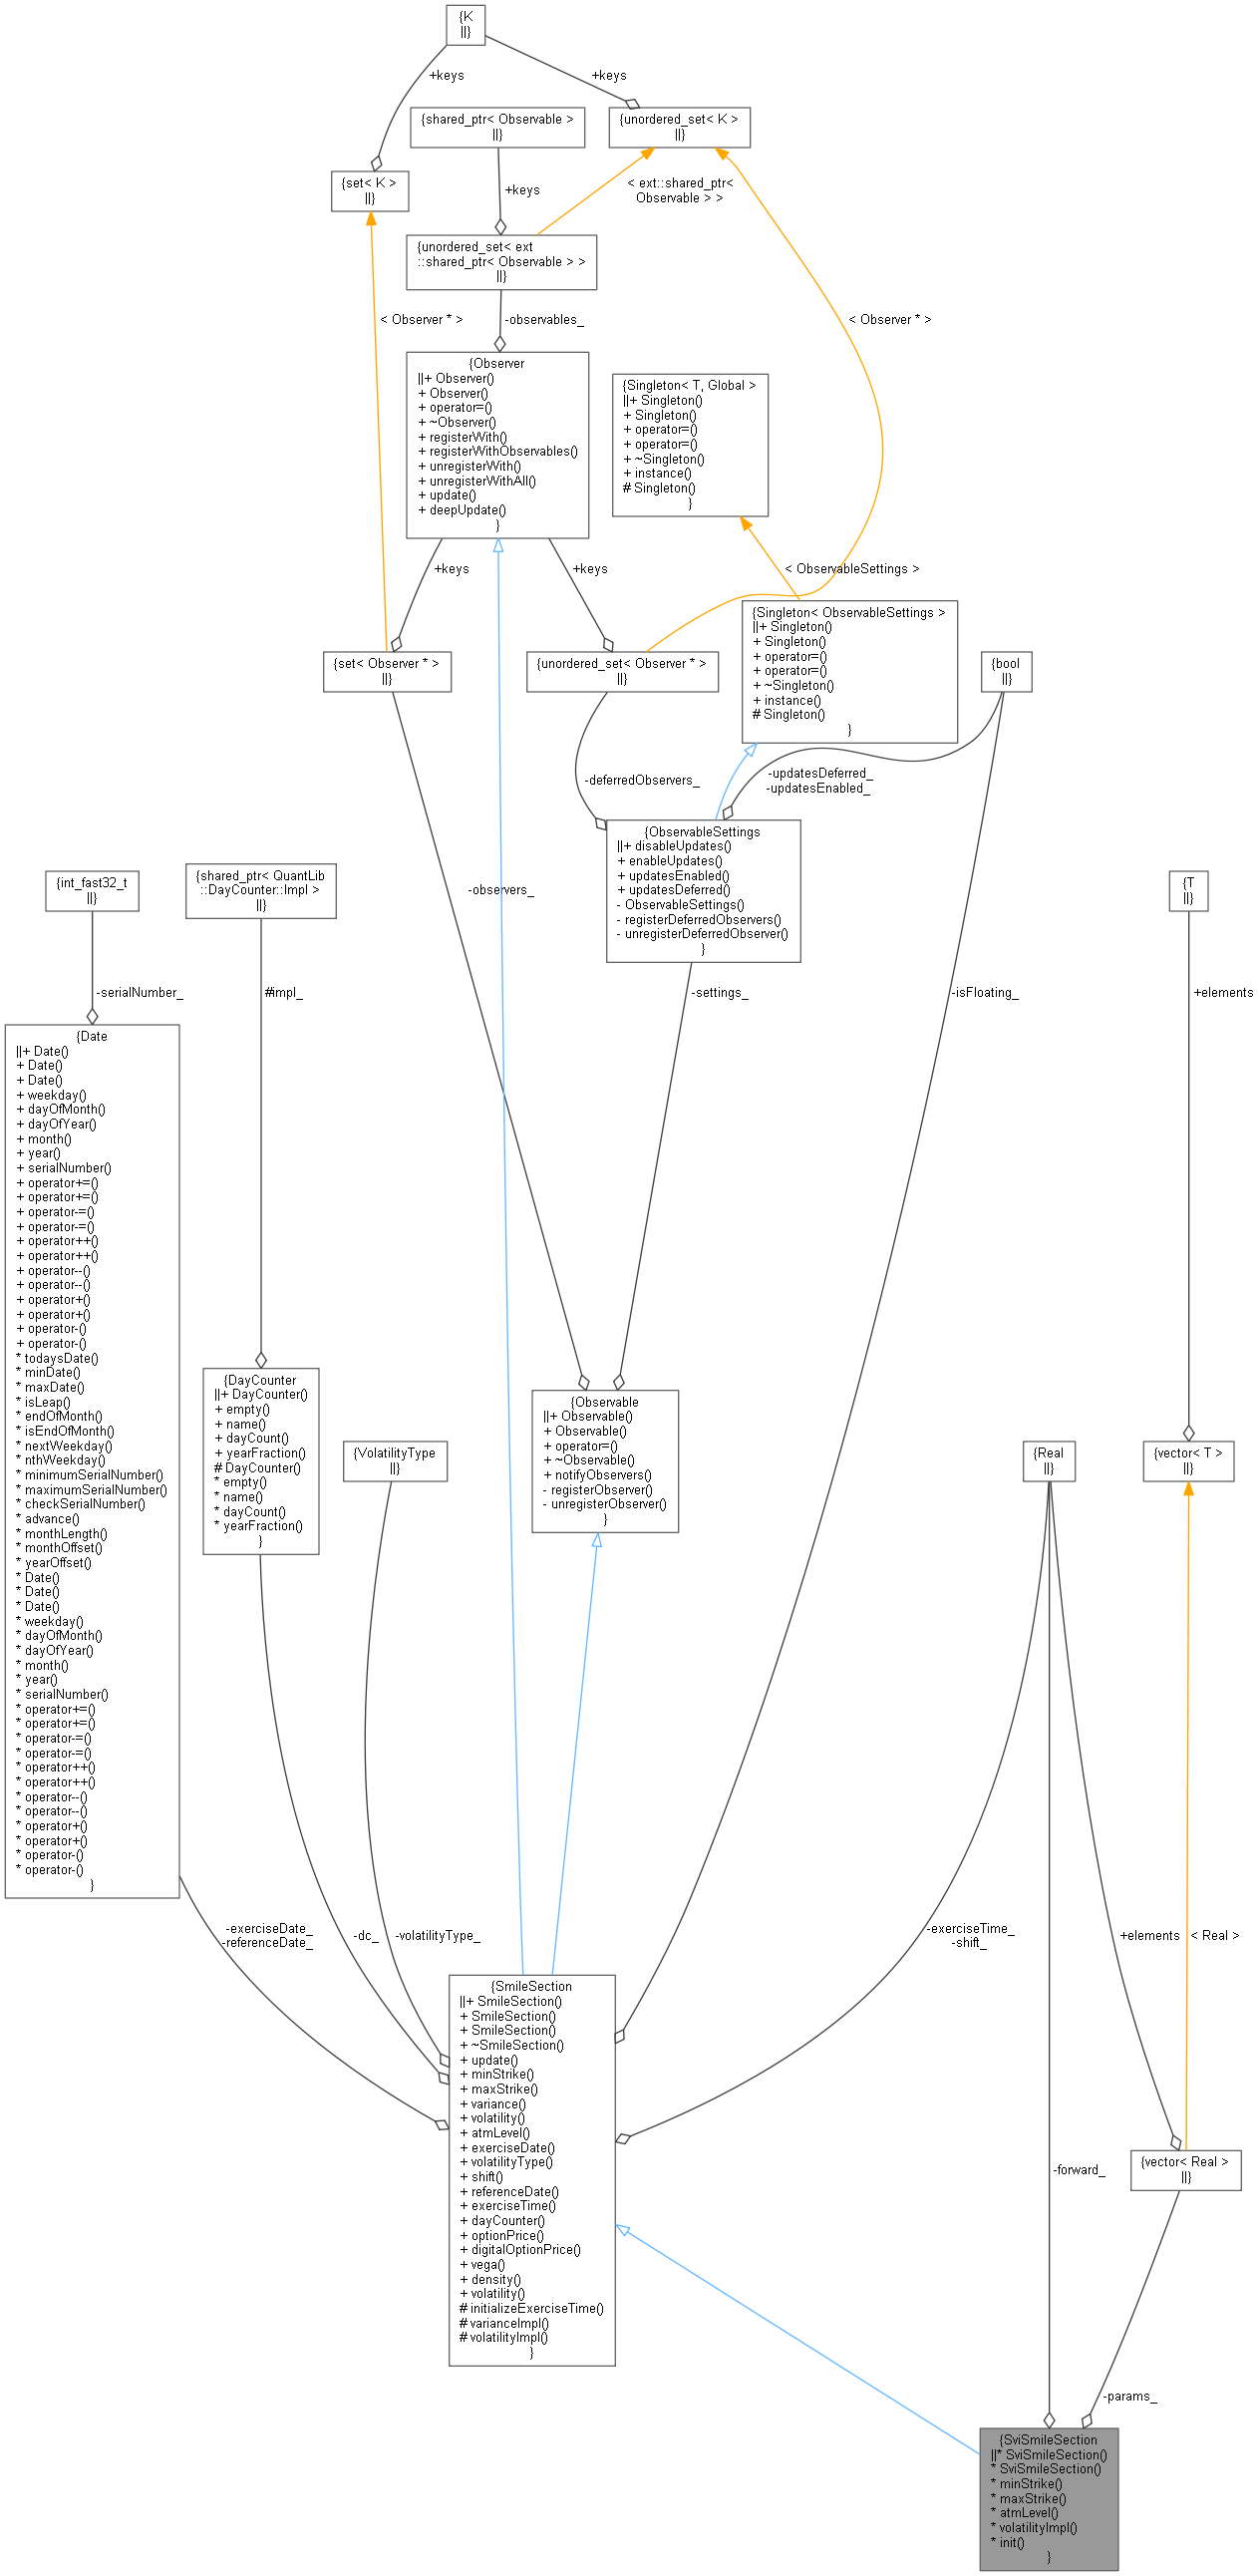 {K
||}
+keys
+keys
{shared_ptr< Observable >
||}
{unordered_set< K >
||}
{set< K >
||}
+keys
< ext::shared_ptr<
Observable > >
{unordered_set< ext
::shared_ptr< Observable > >
||}
< Observer * >
-observables_
< Observer * >
{Observer
||+ Observer()
+ Observer()
+ operator=()
+ ~Observer()
+ registerWith()
+ registerWithObservables()
+ unregisterWith()
+ unregisterWithAll()
+ update()
+ deepUpdate()
}
{Singleton< T, Global >
||+ Singleton()
+ Singleton()
+ operator=()
+ operator=()
+ ~Singleton()
+ instance()
# Singleton()
}
+keys
+keys
< ObservableSettings >
{set< Observer * >
||}
{unordered_set< Observer * >
||}
{Singleton< ObservableSettings >
||+ Singleton()
+ Singleton()
+ operator=()
+ operator=()
+ ~Singleton()
+ instance()
# Singleton()
}
{bool
||}
-deferredObservers_
-updatesDeferred_
-updatesEnabled_
{ObservableSettings
||+ disableUpdates()
+ enableUpdates()
+ updatesEnabled()
+ updatesDeferred()
- ObservableSettings()
- registerDeferredObservers()
- unregisterDeferredObserver()
}
{int_fast32_t
||}
{shared_ptr< QuantLib
::DayCounter::Impl >
||}
-observers_
{T
||}
-serialNumber_
#impl_
-settings_
-isFloating_
+elements
{Date
||+ Date()
+ Date()
+ Date()
+ weekday()
+ dayOfMonth()
+ dayOfYear()
+ month()
+ year()
+ serialNumber()
+ operator+=()
+ operator+=()
+ operator-=()
+ operator-=()
+ operator++()
+ operator++()
+ operator--()
+ operator--()
+ operator+()
+ operator+()
+ operator-()
+ operator-()
* todaysDate()
* minDate()
* maxDate()
* isLeap()
* endOfMonth()
* isEndOfMonth()
* nextWeekday()
* nthWeekday()
* minimumSerialNumber()
* maximumSerialNumber()
* checkSerialNumber()
* advance()
* monthLength()
* monthOffset()
* yearOffset()
* Date()
* Date()
* Date()
* weekday()
* dayOfMonth()
* dayOfYear()
* month()
* year()
* serialNumber()
* operator+=()
* operator+=()
* operator-=()
* operator-=()
* operator++()
* operator++()
* operator--()
* operator--()
* operator+()
* operator+()
* operator-()
* operator-()
}
{DayCounter
||+ DayCounter()
+ empty()
+ name()
+ dayCount()
+ yearFraction()
# DayCounter()
* empty()
* name()
* dayCount()
* yearFraction()
}
{VolatilityType
||}
{Observable
||+ Observable()
+ Observable()
+ operator=()
+ ~Observable()
+ notifyObservers()
- registerObserver()
- unregisterObserver()
}
{Real
||}
{vector< T >
||}
-exerciseDate_
-referenceDate_
-dc_
-volatilityType_
-exerciseTime_
-shift_
+elements
< Real >
{SmileSection
||+ SmileSection()
+ SmileSection()
+ SmileSection()
+ ~SmileSection()
+ update()
+ minStrike()
+ maxStrike()
+ variance()
+ volatility()
+ atmLevel()
+ exerciseDate()
+ volatilityType()
+ shift()
+ referenceDate()
+ exerciseTime()
+ dayCounter()
+ optionPrice()
+ digitalOptionPrice()
+ vega()
+ density()
+ volatility()
# initializeExerciseTime()
# varianceImpl()
# volatilityImpl()
}
-forward_
{vector< Real >
||}
-params_
{SviSmileSection
||* SviSmileSection()
* SviSmileSection()
* minStrike()
* maxStrike()
* atmLevel()
* volatilityImpl()
* init()
}